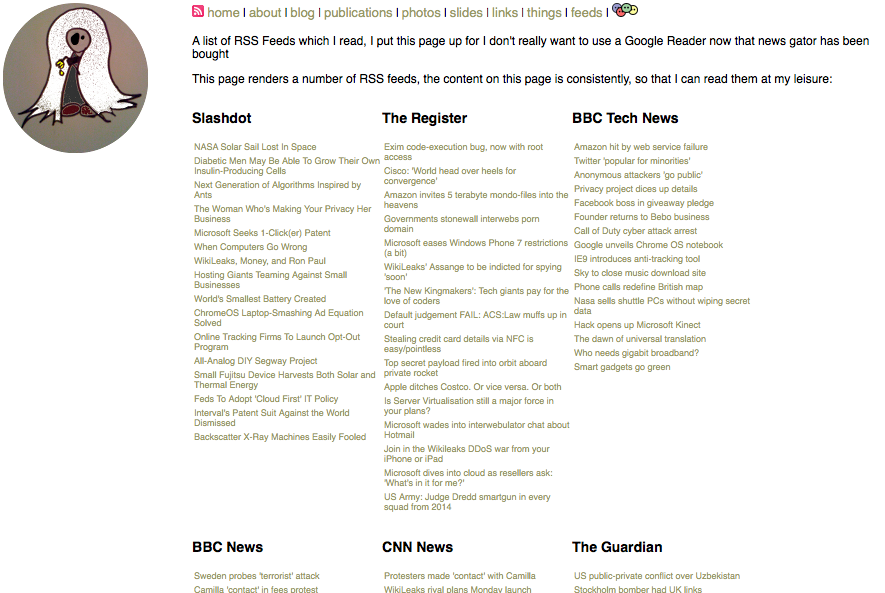 home | about | blog | publications | photos | slides | links | things | feeds |
A list of RSS Feeds which I read, I put this page up for I don't really want to use a Google Reader now that news gator has been
bought
This page renders a number of RSS feeds, the content on this page is consistently, so that I can read them at my leisure:
Slashdot
NASA Solar Sail Lost In Space
Diabetic Men May Be Able To Grow Their Own
Insulin-Producing Cells
Next Generation of Algorithms Inspired by
Ants
The Woman Who's Making Your Privacy Her
Business
Microsoft Seeks 1-Click(er) Patent
When Computers Go Wrong
WikiLeaks, Money, and Ron Paul
Hosting Giants Teaming Against Small
Businesses
World's Smallest Battery Created
ChromeOS Laptop-Smashing Ad Equation
Solved
Online Tracking Firms To Launch Opt-Out
Program
All-Analog DIY Segway Project
Small Fujitsu Device Harvests Both Solar and
Thermal Energy
Feds To Adopt 'Cloud First' IT Policy
Interval's Patent Suit Against the World
Dismissed
Backscatter X-Ray Machines Easily Fooled
The Register
Exim code-execution bug, now with root
access
Cisco: 'World head over heels for
convergence'
Amazon invites 5 terabyte mondo-files into the
heavens
Governments stonewall interwebs porn
domain
Microsoft eases Windows Phone 7 restrictions
(a bit)
WikiLeaks' Assange to be indicted for spying
'soon'
'The New Kingmakers': Tech giants pay for the
love of coders
Default judgement FAIL: ACS:Law muffs up in
court
Stealing credit card details via NFC is
easy/pointless
Top secret payload fired into orbit aboard
private rocket
Apple ditches Costco. Or vice versa. Or both
Is Server Virtualisation still a major force in
your plans?
Microsoft wades into interwebulator chat about
Hotmail
Join in the Wikileaks DDoS war from your
iPhone or iPad
Microsoft dives into cloud as resellers ask:
'What's in it for me?'
US Army: Judge Dredd smartgun in every
squad from 2014
BBC Tech News
Amazon hit by web service failure
Twitter 'popular for minorities'
Anonymous attackers 'go public'
Privacy project dices up details
Facebook boss in giveaway pledge
Founder returns to Bebo business
Call of Duty cyber attack arrest
Google unveils Chrome OS notebook
IE9 introduces anti-tracking tool
Sky to close music download site
Phone calls redefine British map
Nasa sells shuttle PCs without wiping secret
data
Hack opens up Microsoft Kinect
The dawn of universal translation
Who needs gigabit broadband?
Smart gadgets go green
BBC News
Sweden probes 'terrorist' attack
Camilla 'contact' in fees protest
CNN News
Protesters made 'contact' with Camilla
WikiLeaks rival plans Monday launch
The Guardian
US public-private conflict over Uzbekistan
Stockholm bomber had UK links